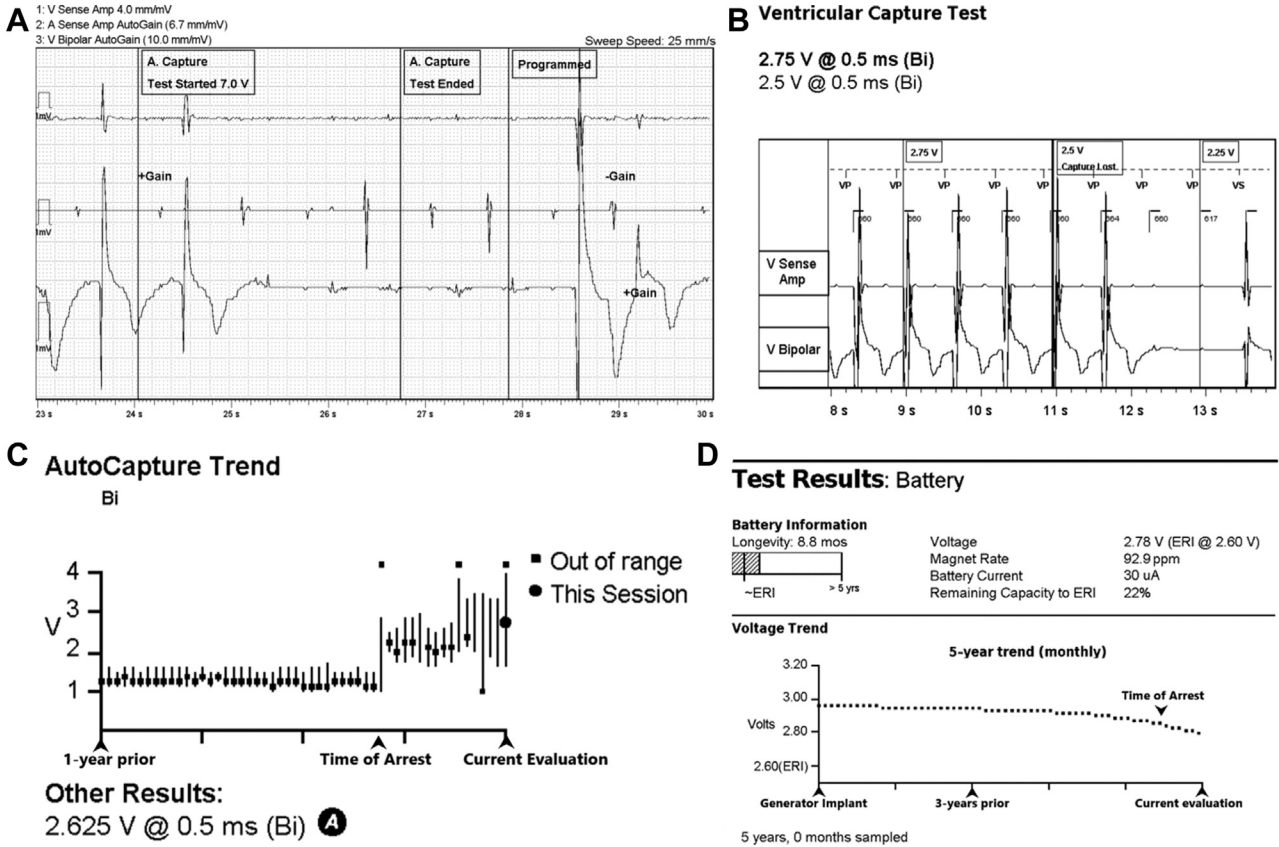 A
1: V Sense Amp 4.0 mm/mV
2: A Sense Amp AutoGain (6.7 mm/mV)
3: V Bipolar AutoGain (10.0 mm/mV)
Sweep Speed: 25 mm/s
A. Capture
Test Started 7.0 V
A. Capture
Test Ended
Programmed
1mV
+Gain
-Gain
1mV
+Gain
1mV
23 s 24 s 25 s 26 s 27 s 28 s 29 s 30 s
B
Ventricular Capture Test
2.75 V @ 0.5 ms (Bi)
2.5 V @ 0.5 ms (Bi)
2.75 V
2.5 V
Capture Lost.
2.25 V
VP VP VP VP VP VP VP VP VS
660 660 660 660 660 664 660 617
V Sense
Amp
V Bipolar
8 s 9 s 10 s 11 s 12 s 13 s
C
AutoCapture Trend
Bi
Out of range
This Session
4
3
V
2
1
1-year prior Time of Arrest Current Evaluation
Other Results:
2.625 V @ 0.5 ms (Bi) A
D
Test Results: Battery
Battery Information
Longevity: 8.8 mos
~ERI > 5 yrs
Voltage 2.78 V (ERI @ 2.60 V)
Magnet Rate 92.9 ppm
Battery Current 30 uA
Remaining Capacity to ERI 22%
Voltage Trend
5-year trend (monthly)
3.20
3.00
Volts
2.80
2.60(ERI)
Time of Arrest
Generator Implant 3-years prior Current evaluation
5 years, 0 months sampled